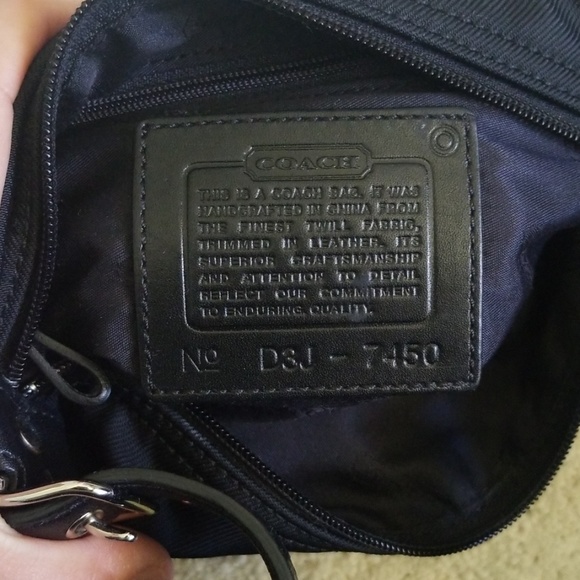 COACH
THIS IS A COACH BAG. IT WAS
HANDCRAFTED IN CHINA FROM
THE FINEST TWILL FABRIC,
TRIMMED IN LEATHER. ITS
SUPERIOR CRAFTSMANSHIP
AND ATTENTION TO DETAIL
REFLECT OUR COMMITMENT
TO ENDURING QUALITY.
No D3J - 7450